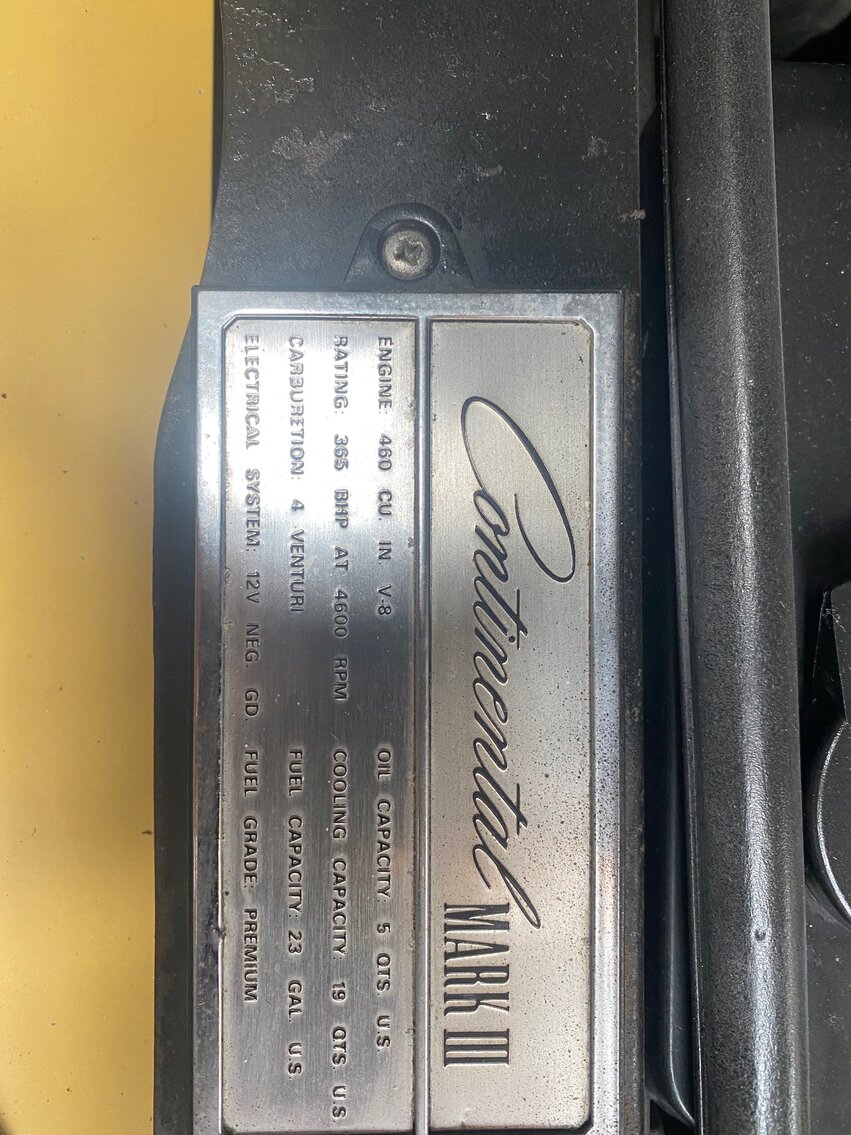 Continental MARK III
ENGINE: 460 CU. IN. V-8 OIL CAPACITY: 5 QTS. U.S.
RATING: 365 BHP AT 4600 RPM COOLING CAPACITY: 19 QTS. U.S.
CARBURETION: 4 VENTURI FUEL CAPACITY: 23 GAL. U.S.
ELECTRICAL SYSTEM: 12V NEG. GD. FUEL GRADE: PREMIUM